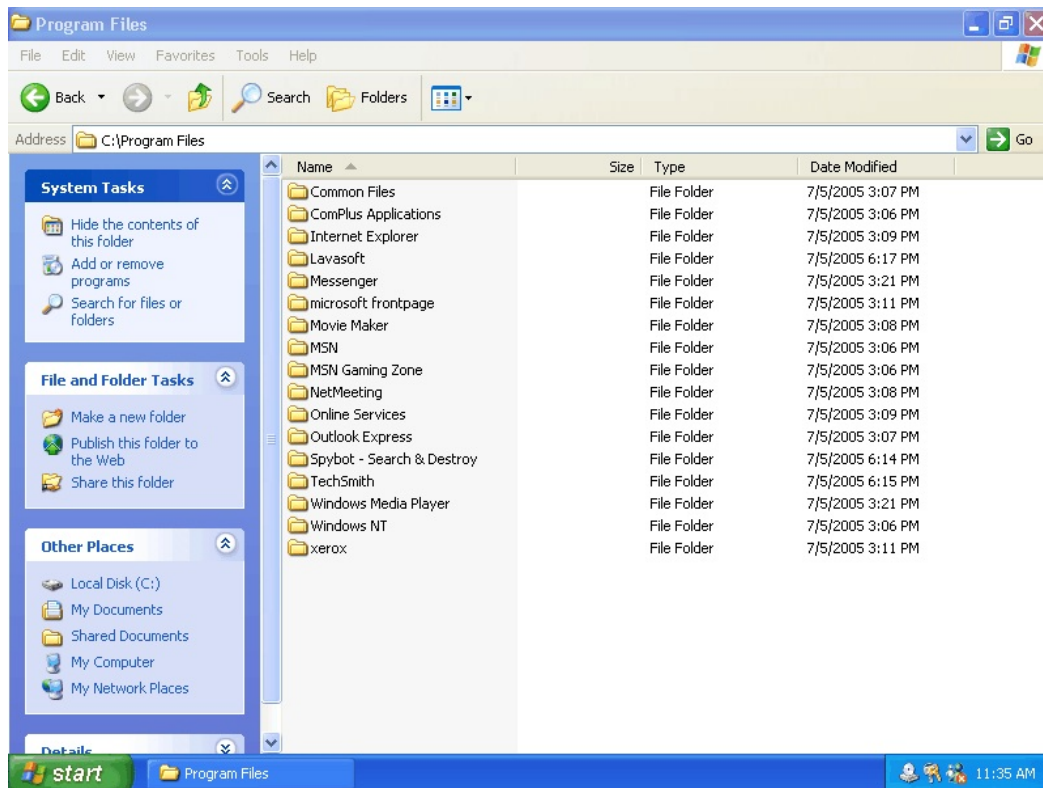 Program Files
File Edit View Favorites Tools Help
Back Search Folders
Address C:\Program Files Go
System Tasks
Hide the contents of
this folder
Add or remove
programs
Search for files or
folders
File and Folder Tasks
Make a new folder
Publish this folder to
the Web
Share this folder
Other Places
Local Disk (C:)
My Documents
Shared Documents
My Computer
My Network Places
Details
Name Size Type Date Modified
Common Files File Folder 7/5/2005 3:07 PM
ComPlus Applications File Folder 7/5/2005 3:06 PM
Internet Explorer File Folder 7/5/2005 3:09 PM
Lavasoft File Folder 7/5/2005 6:17 PM
Messenger File Folder 7/5/2005 3:21 PM
microsoft frontpage File Folder 7/5/2005 3:11 PM
Movie Maker File Folder 7/5/2005 3:08 PM
MSN File Folder 7/5/2005 3:06 PM
MSN Gaming Zone File Folder 7/5/2005 3:06 PM
NetMeeting File Folder 7/5/2005 3:08 PM
Online Services File Folder 7/5/2005 3:09 PM
Outlook Express File Folder 7/5/2005 3:07 PM
Spybot - Search & Destroy File Folder 7/5/2005 6:14 PM
TechSmith File Folder 7/5/2005 6:15 PM
Windows Media Player File Folder 7/5/2005 3:21 PM
Windows NT File Folder 7/5/2005 3:06 PM
xerox File Folder 7/5/2005 3:11 PM
start Program Files 11:35 AM